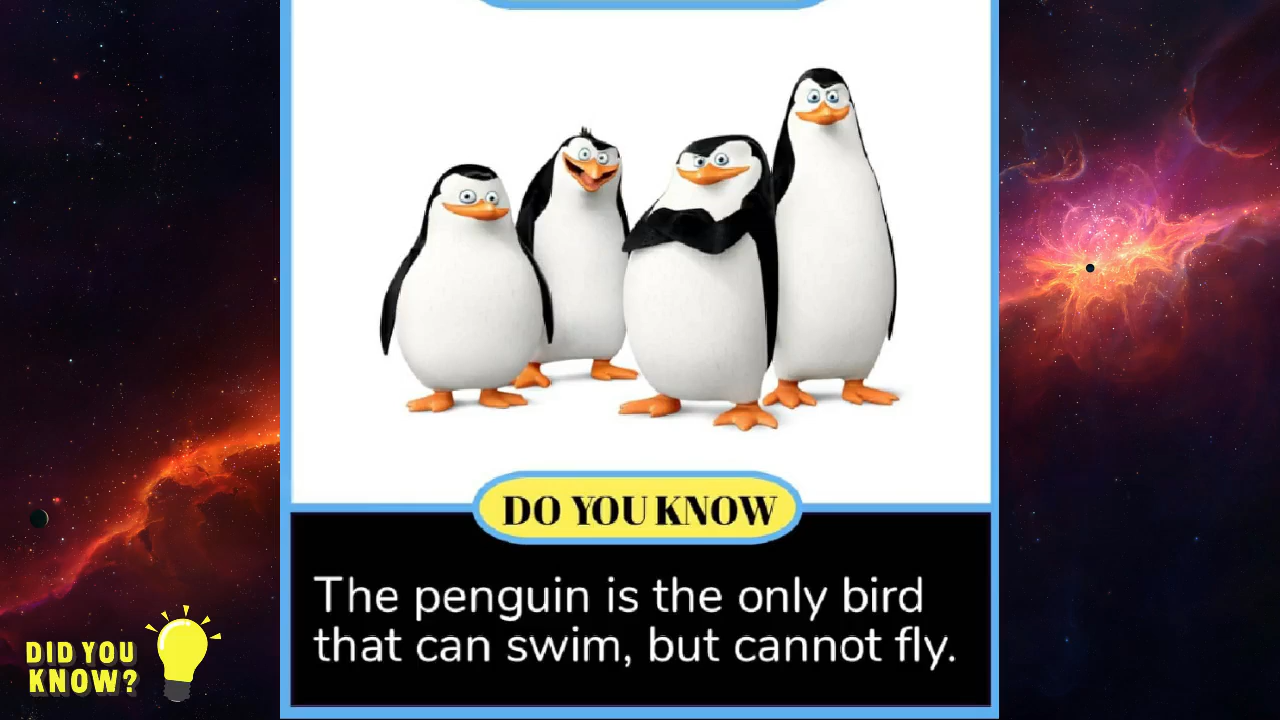 DO YOU KNOW
The penguin is the only bird
that can swim, but cannot fly.
DID YOU
KNOW?